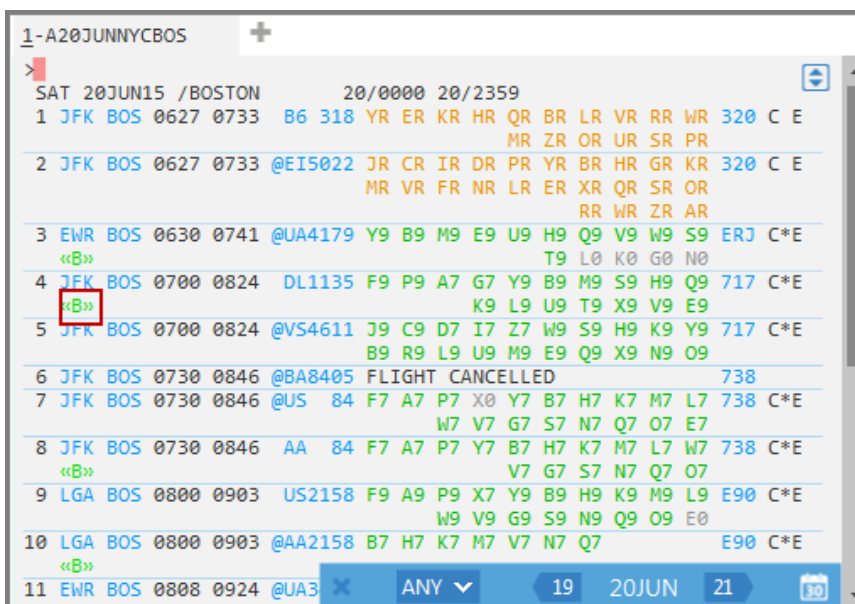 1-A20JUNNYCBOS
>
SAT 20JUN15 /BOSTON 20/0000 20/2359
1 JFK BOS 0627 0733 B6 318 YR ER KR HR QR BR LR VR RR WR 320 C E
MR ZR OR UR SR PR
2 JFK BOS 0627 0733 @EI5022 JR CR IR DR PR YR BR HR GR KR 320 C E
MR VR FR NR LR ER XR QR SR OR
RR WR ZR AR
3 EWR BOS 0630 0741 @UA4179 Y9 B9 M9 E9 U9 H9 Q9 V9 W9 S9 ERJ C*E
«B» T9 L0 K0 G0 N0
4 JFK BOS 0700 0824 DL1135 F9 P9 A7 G7 Y9 B9 M9 S9 H9 Q9 717 C*E
«B» K9 L9 U9 T9 X9 V9 E9
5 JFK BOS 0700 0824 @VS4611 J9 C9 D7 I7 Z7 W9 S9 H9 K9 Y9 717 C*E
B9 R9 L9 U9 M9 E9 Q9 X9 N9 O9
6 JFK BOS 0730 0846 @BA8405 FLIGHT CANCELLED 738
7 JFK BOS 0730 0846 @US 84 F7 A7 P7 X0 Y7 B7 H7 K7 M7 L7 738 C*E
W7 V7 G7 S7 N7 Q7 O7 E7
8 JFK BOS 0730 0846 AA 84 F7 A7 P7 Y7 B7 H7 K7 M7 L7 W7 738 C*E
«B» V7 G7 S7 N7 Q7 O7
9 LGA BOS 0800 0903 US2158 F9 A9 P9 X7 Y9 B9 H9 K9 M9 L9 E90 C*E
W9 V9 G9 S9 N9 Q9 O9 E0
10 LGA BOS 0800 0903 @AA2158 B7 H7 K7 M7 V7 N7 Q7 E90 C*E
«B»
11 EWR BOS 0808 0924 @UA3
ANY 19 20JUN 21 30